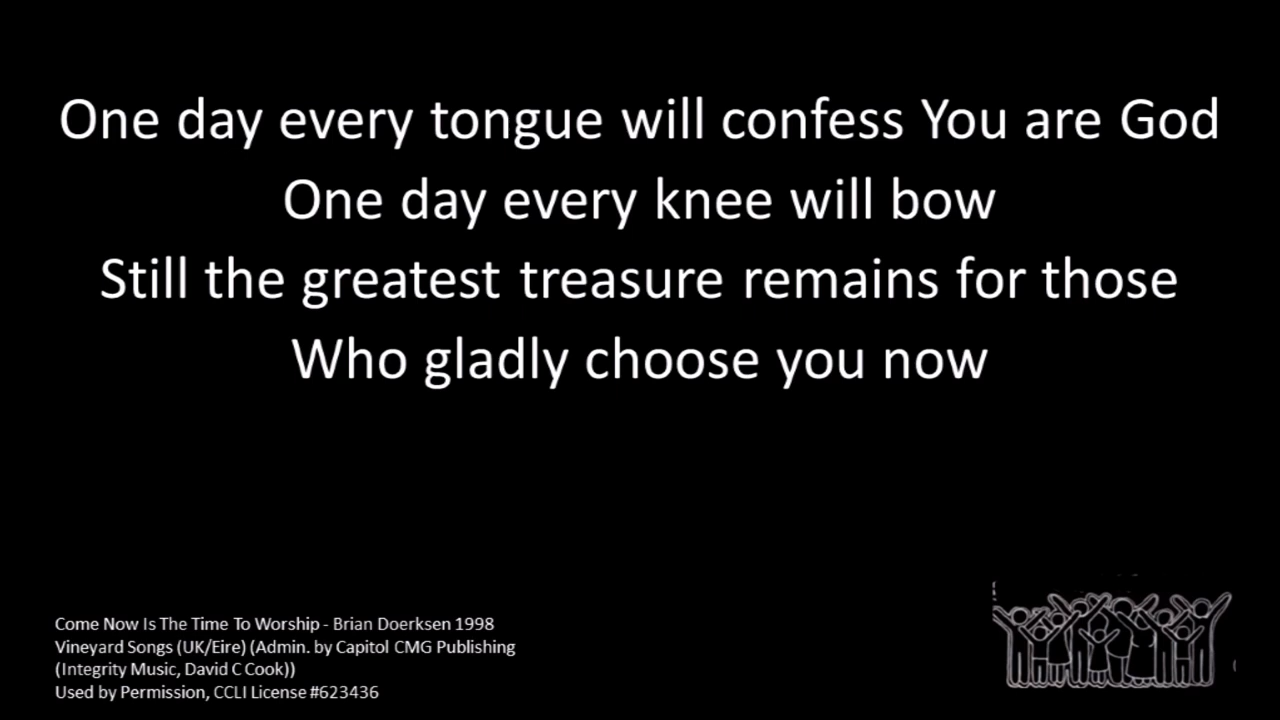 One day every tongue will confess You are God
One day every knee will bow
Still the greatest treasure remains for those
Who gladly choose you now
Come Now Is The Time To Worship - Brian Doerksen 1998
Vineyard Songs (UK/Eire) (Admin. by Capitol CMG Publishing
(Integrity Music, David C Cook))
Used by Permission, CCLI License #623436